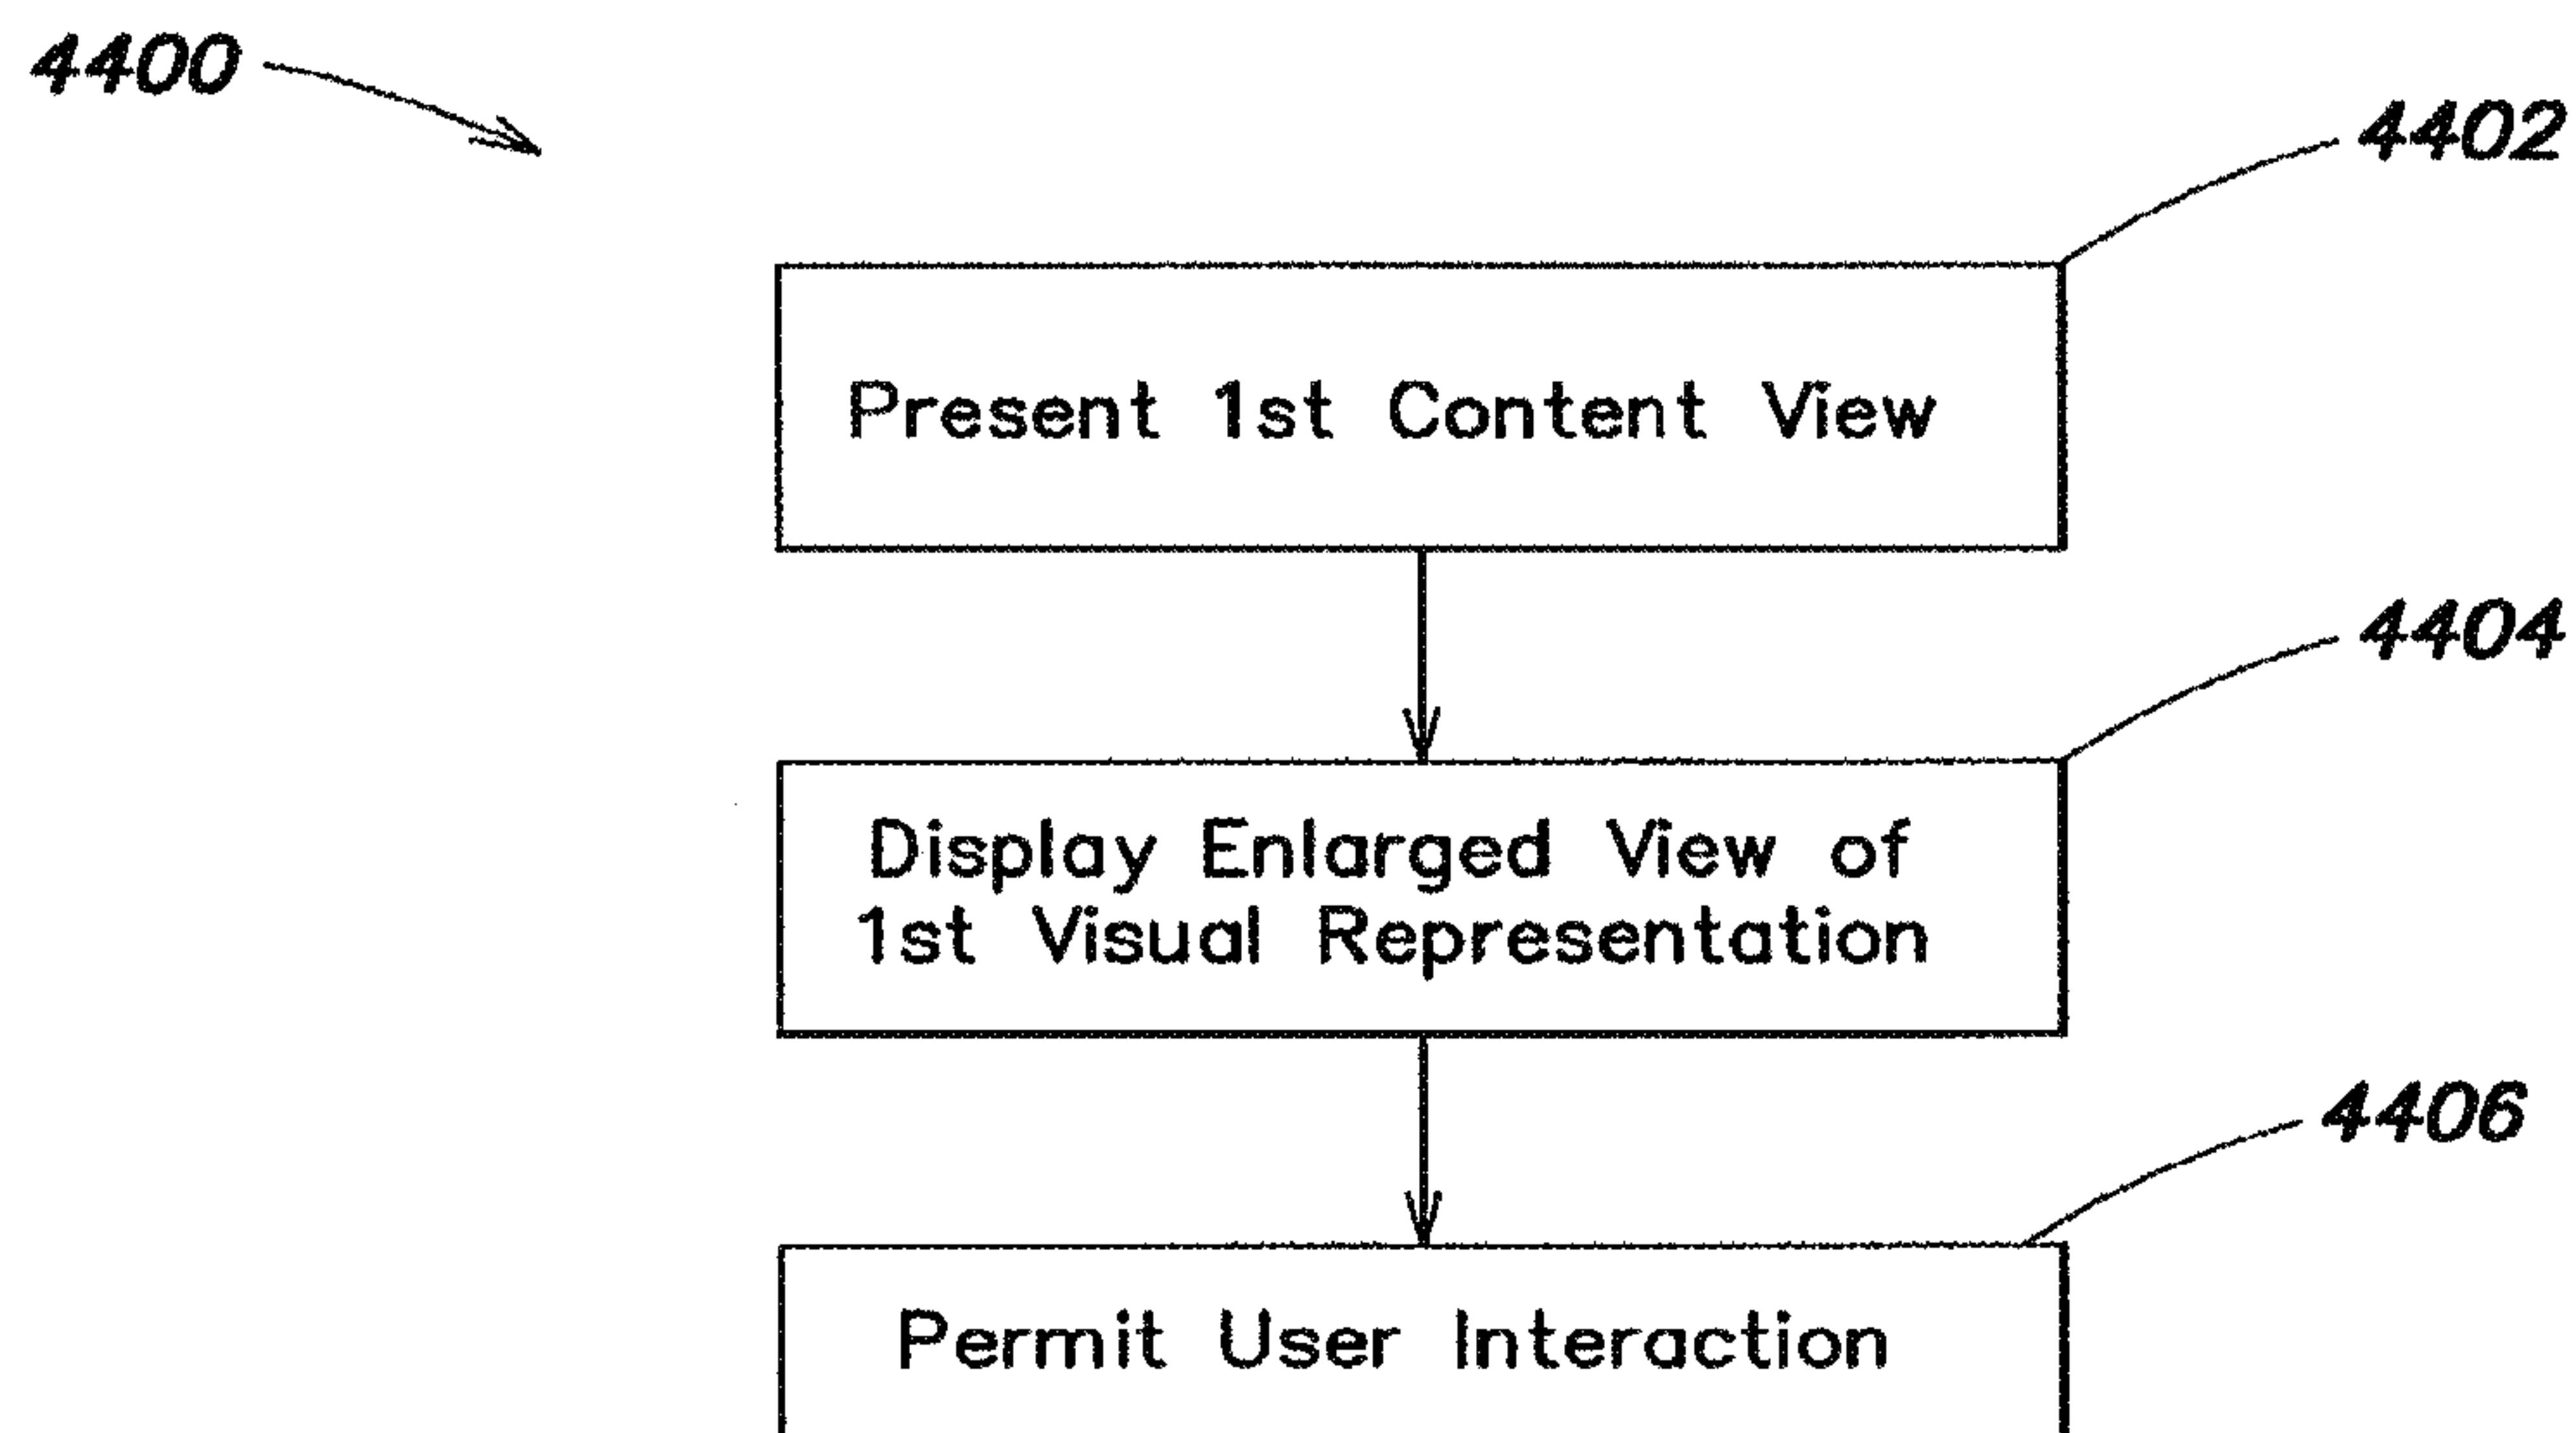 4400
4402
Present 1st Content View
4404
Display Enlarged View of
1st Visual Representation
4406
Permit User Interaction